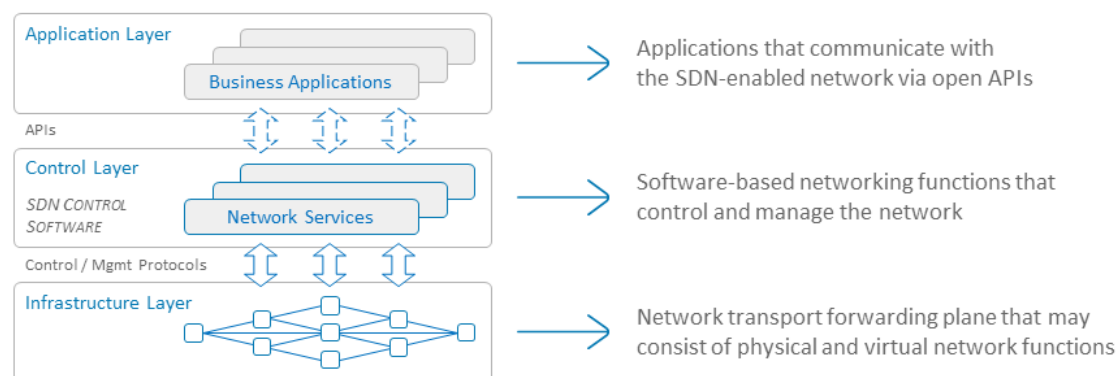 Application Layer
Business Applications
Applications that communicate with
the SDN-enabled network via open APIs
APIs
Control Layer
SDN CONTROL
SOFTWARE
Network Services
Software-based networking functions that
control and manage the network
Control / Mgmt Protocols
Infrastructure Layer
Network transport forwarding plane that may
consist of physical and virtual network functions